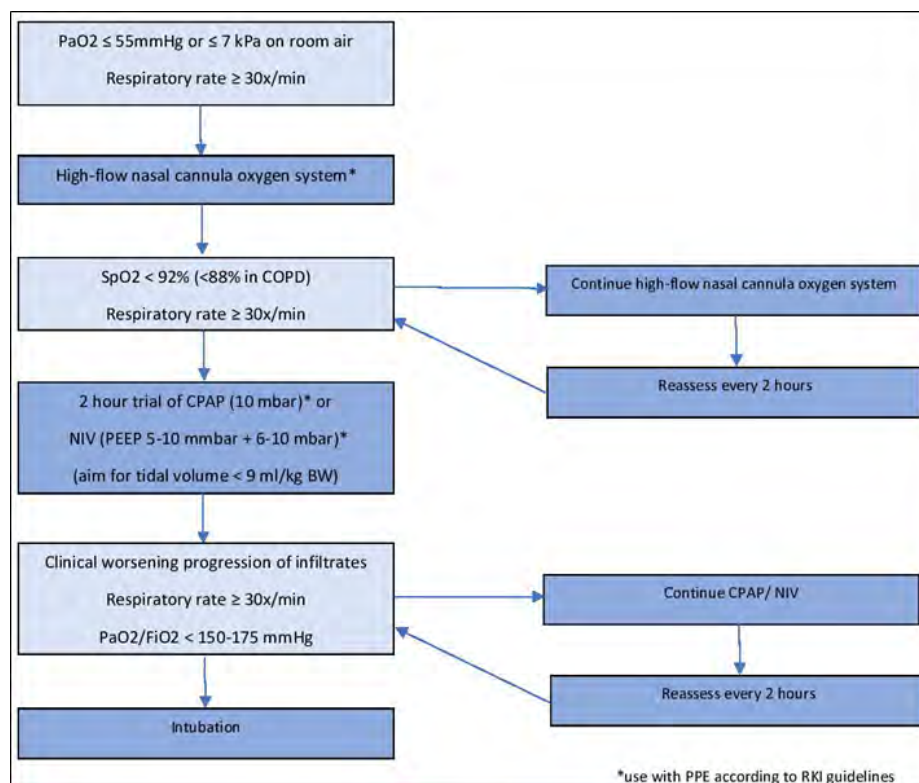 PaO2 ≤ 55mmHg or ≤ 7 kPa on room air
Respiratory rate ≥ 30x/min
High-flow nasal cannula oxygen system*
SpO2 < 92% (<88% in COPD)
Respiratory rate ≥ 30x/min
Continue high-flow nasal cannula oxygen system
Reassess every 2 hours
2 hour trial of CPAP (10 mbar)* or
NIV (PEEP 5-10 mmbar + 6-10 mbar)*
(aim for tidal volume < 9 ml/kg BW)
Clinical worsening progression of infiltrates
Respiratory rate ≥ 30x/min
PaO2/FiO2 < 150-175 mmHg
Continue CPAP/ NIV
Reassess every 2 hours
Intubation
*use with PPE according to RKI guidelines